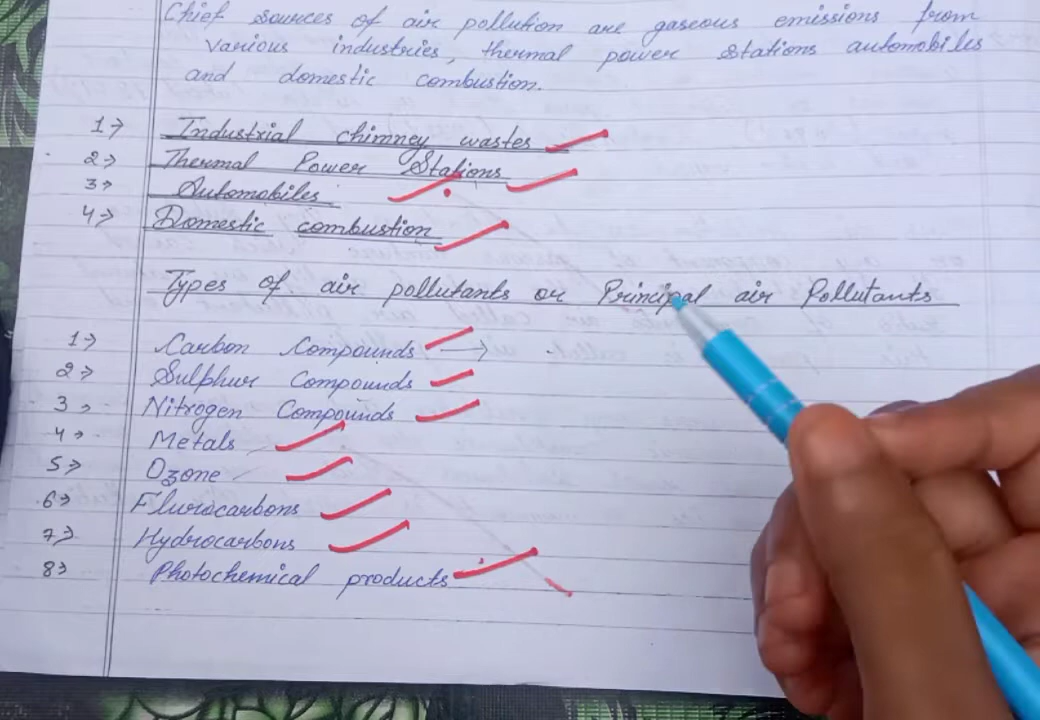 Chief sources of air pollution are gaseous emissions from
various industries, thermal power stations automobiles
and domestic combustion.
1→ Industrial chimney wastes
2→ Thermal Power Stations
3→ Automobiles
4→ Domestic combustion
Types of air pollutants or Principal air Pollutants
1→ Carbon Compounds →
2→ Sulphur Compounds
3→ Nitrogen Compounds
4→ Metals
5→ Ozone
6→ Flurocarbons
7→ Hydrocarbons
8→ Photochemical products